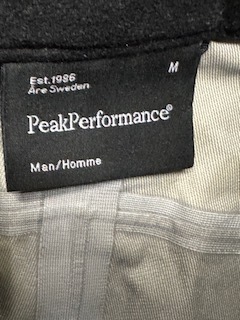 Est.1986 M
Åre Sweden
PeakPerformance®
Man/Homme